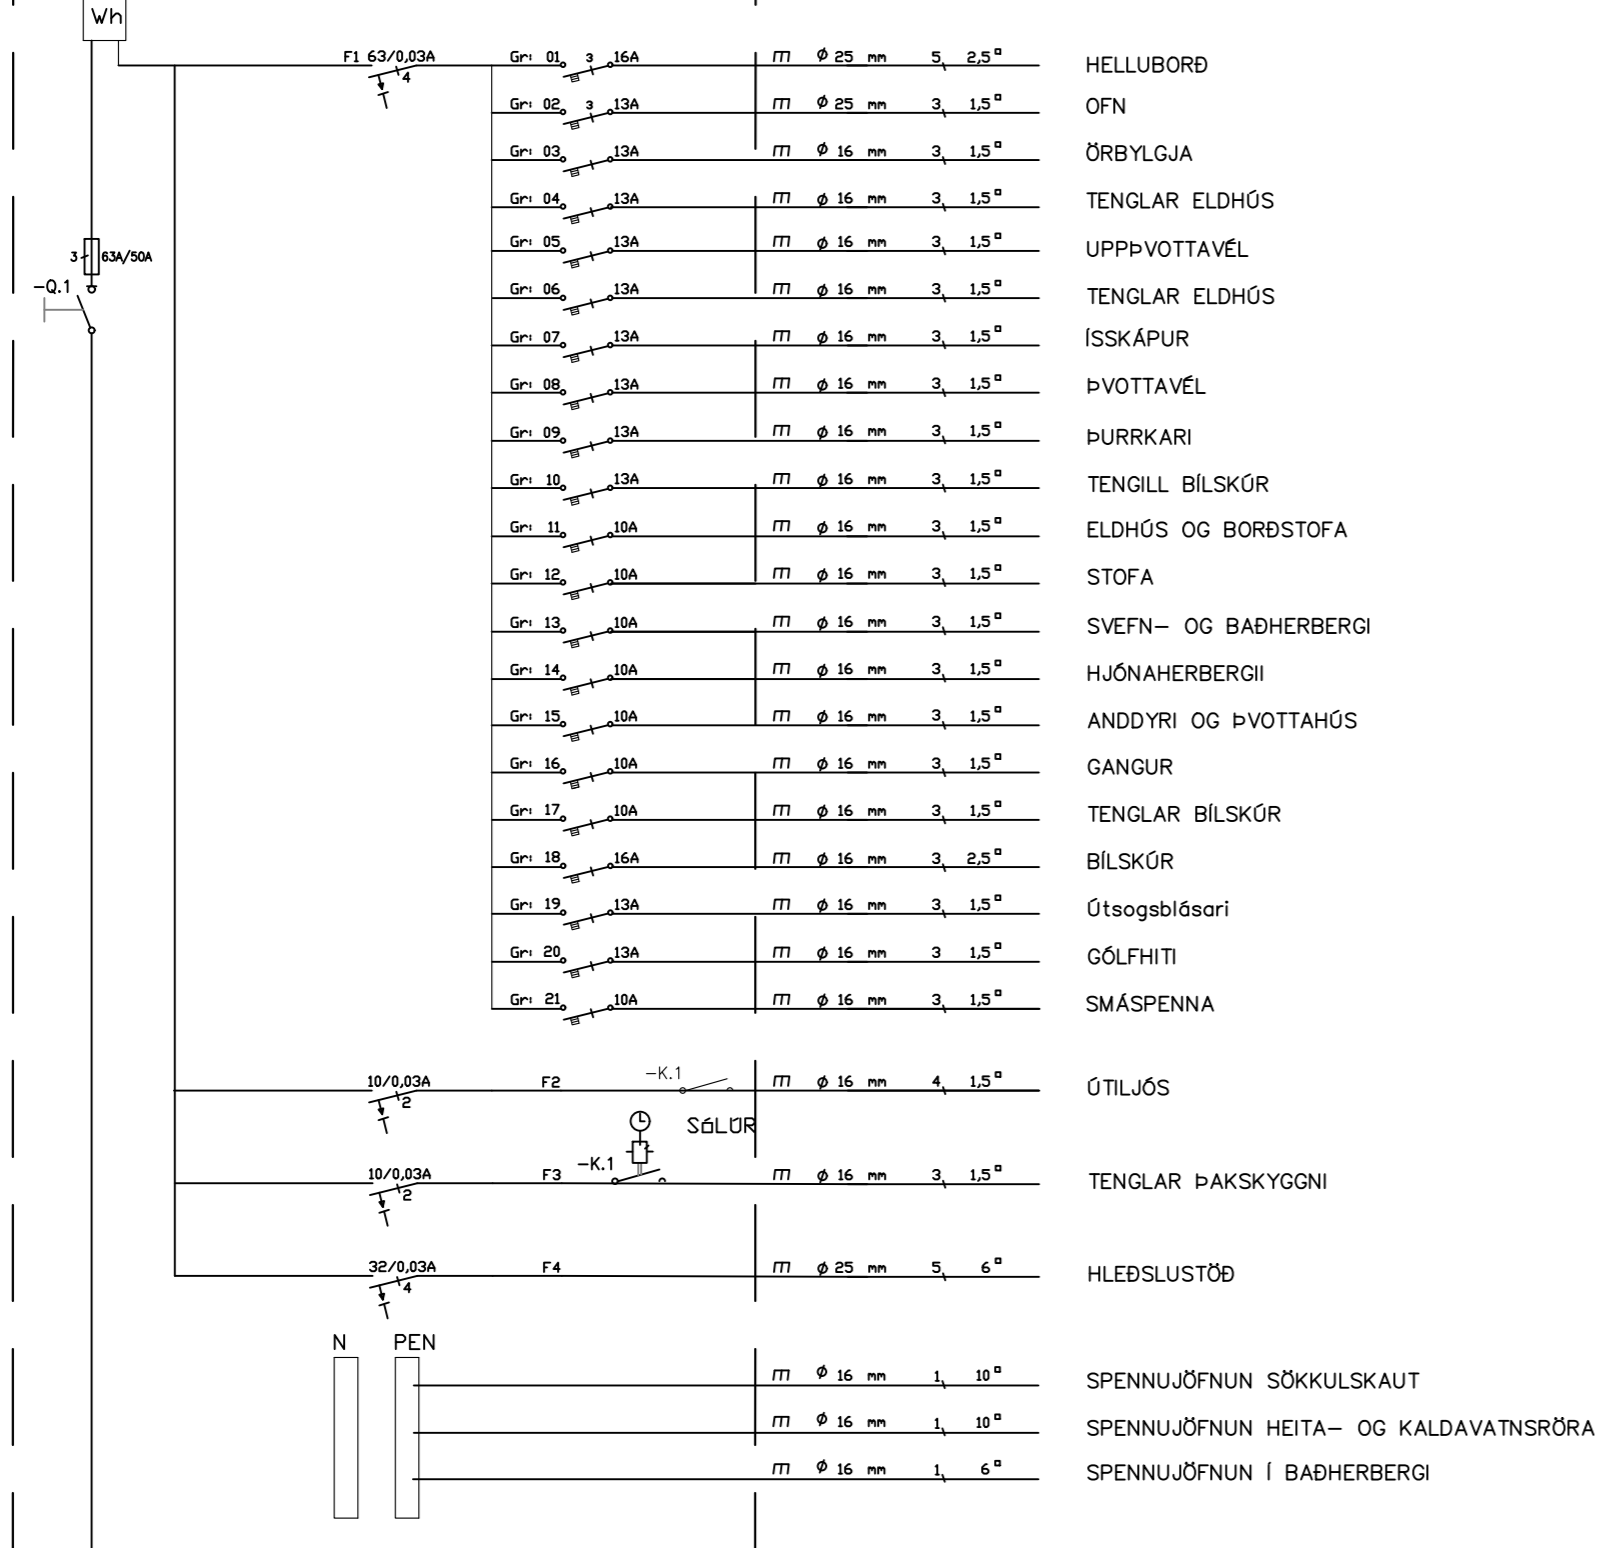 Wh
F1 63/0,03A 4 Gr: 01 3 16A m ø 25 mm 5 2,5□ HELLUBORÐ
Gr: 02 3 13A m ø 25 mm 3 1,5□ OFN
Gr: 03 13A m ø 16 mm 3 1,5□ ÖRBYLGJA
Gr: 04 13A m ø 16 mm 3 1,5□ TENGLAR ELDHÚS
Gr: 05 13A m ø 16 mm 3 1,5□ UPPÞVOTTAVÉL
3 63A/50A
-Q.1
Gr: 06 13A m ø 16 mm 3 1,5□ TENGLAR ELDHÚS
Gr: 07 13A m ø 16 mm 3 1,5□ ÍSSKÁPUR
Gr: 08 13A m ø 16 mm 3 1,5□ ÞVOTTAVÉL
Gr: 09 13A m ø 16 mm 3 1,5□ ÞURRKARI
Gr: 10 13A m ø 16 mm 3 1,5□ TENGILL BÍLSKÚR
Gr: 11 10A m ø 16 mm 3 1,5□ ELDHÚS OG BORÐSTOFA
Gr: 12 10A m ø 16 mm 3 1,5□ STOFA
Gr: 13 10A m ø 16 mm 3 1,5□ SVEFN- OG BAÐHERBERGI
Gr: 14 10A m ø 16 mm 3 1,5□ HJÓNAHERBERGII
Gr: 15 10A m ø 16 mm 3 1,5□ ANDDYRI OG ÞVOTTAHÚS
Gr: 16 10A m ø 16 mm 3 1,5□ GANGUR
Gr: 17 10A m ø 16 mm 3 1,5□ TENGLAR BÍLSKÚR
Gr: 18 16A m ø 16 mm 3 2,5□ BÍLSKÚR
Gr: 19 13A m ø 16 mm 3 1,5□ Útsogsblásari
Gr: 20 13A m ø 16 mm 3 1,5□ GÓLFHITI
Gr: 21 10A m ø 16 mm 3 1,5□ SMÁSPENNA
10/0,03A 2 F2 -K.1 m ø 16 mm 4 1,5□ ÚTILJÓS
SóLÚR
10/0,03A 2 F3 -K.1 m ø 16 mm 3 1,5□ TENGLAR ÞAKSKYGGNI
32/0,03A 4 F4 m ø 25 mm 5 6□ HLEÐSLUSTÖÐ
N PEN
m ø 16 mm 1 10□ SPENNUJÖFNUN SÖKKULSKAUT
m ø 16 mm 1 10□ SPENNUJÖFNUN HEITA- OG KALDAVATNSRÖRA
m ø 16 mm 1 6□ SPENNUJÖFNUN Í BAÐHERBERGI